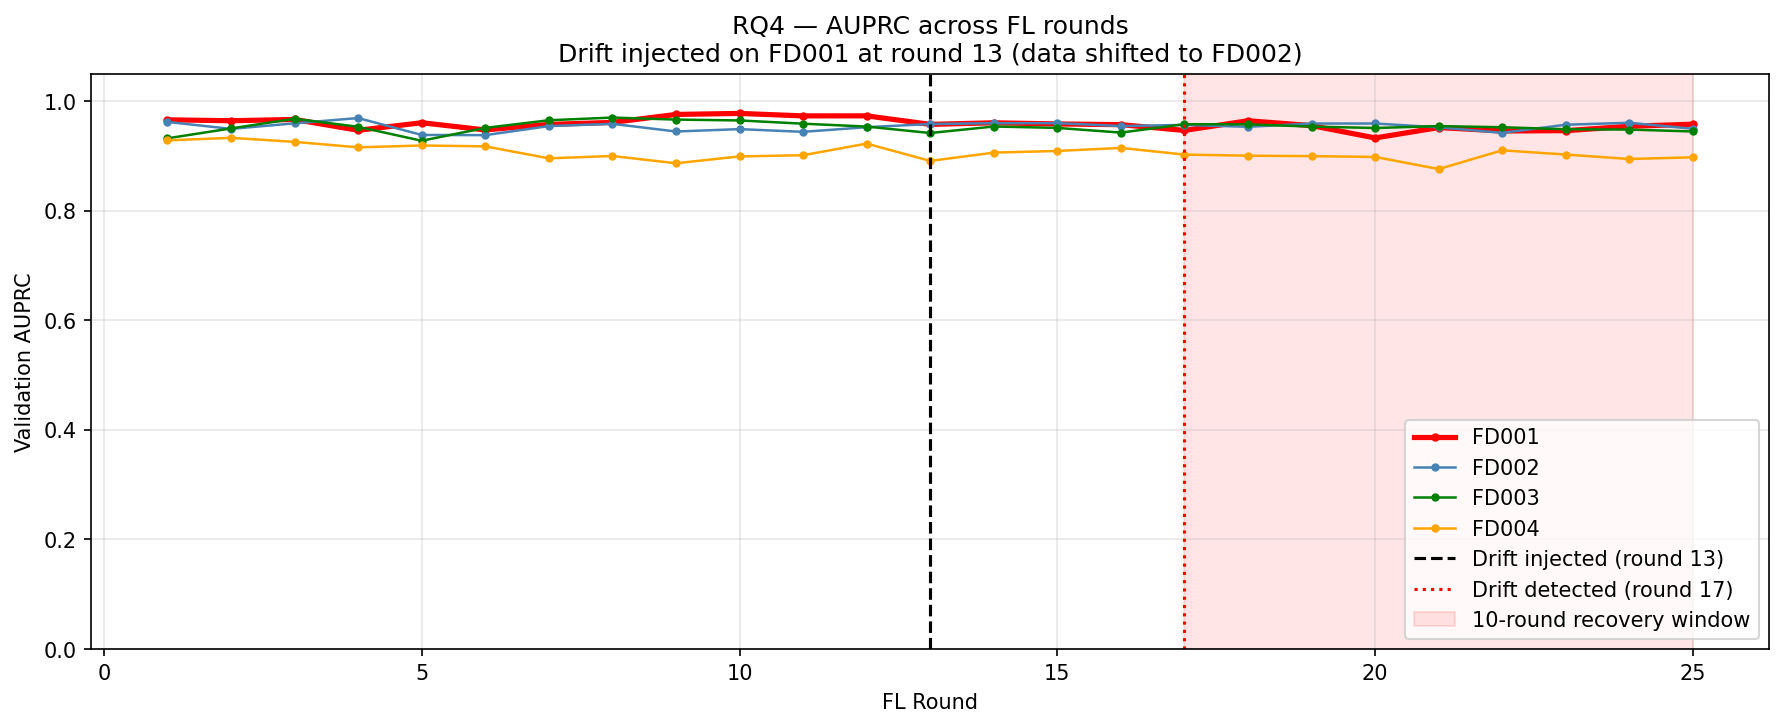 RQ4 — AUPRC across FL rounds
Drift injected on FD001 at round 13 (data shifted to FD002)
Validation AUPRC
1.0
0.8
0.6
0.4
0.2
0.0
0
5
10
15
20
25
FL Round
FD001
FD002
FD003
FD004
Drift injected (round 13)
Drift detected (round 17)
10-round recovery window